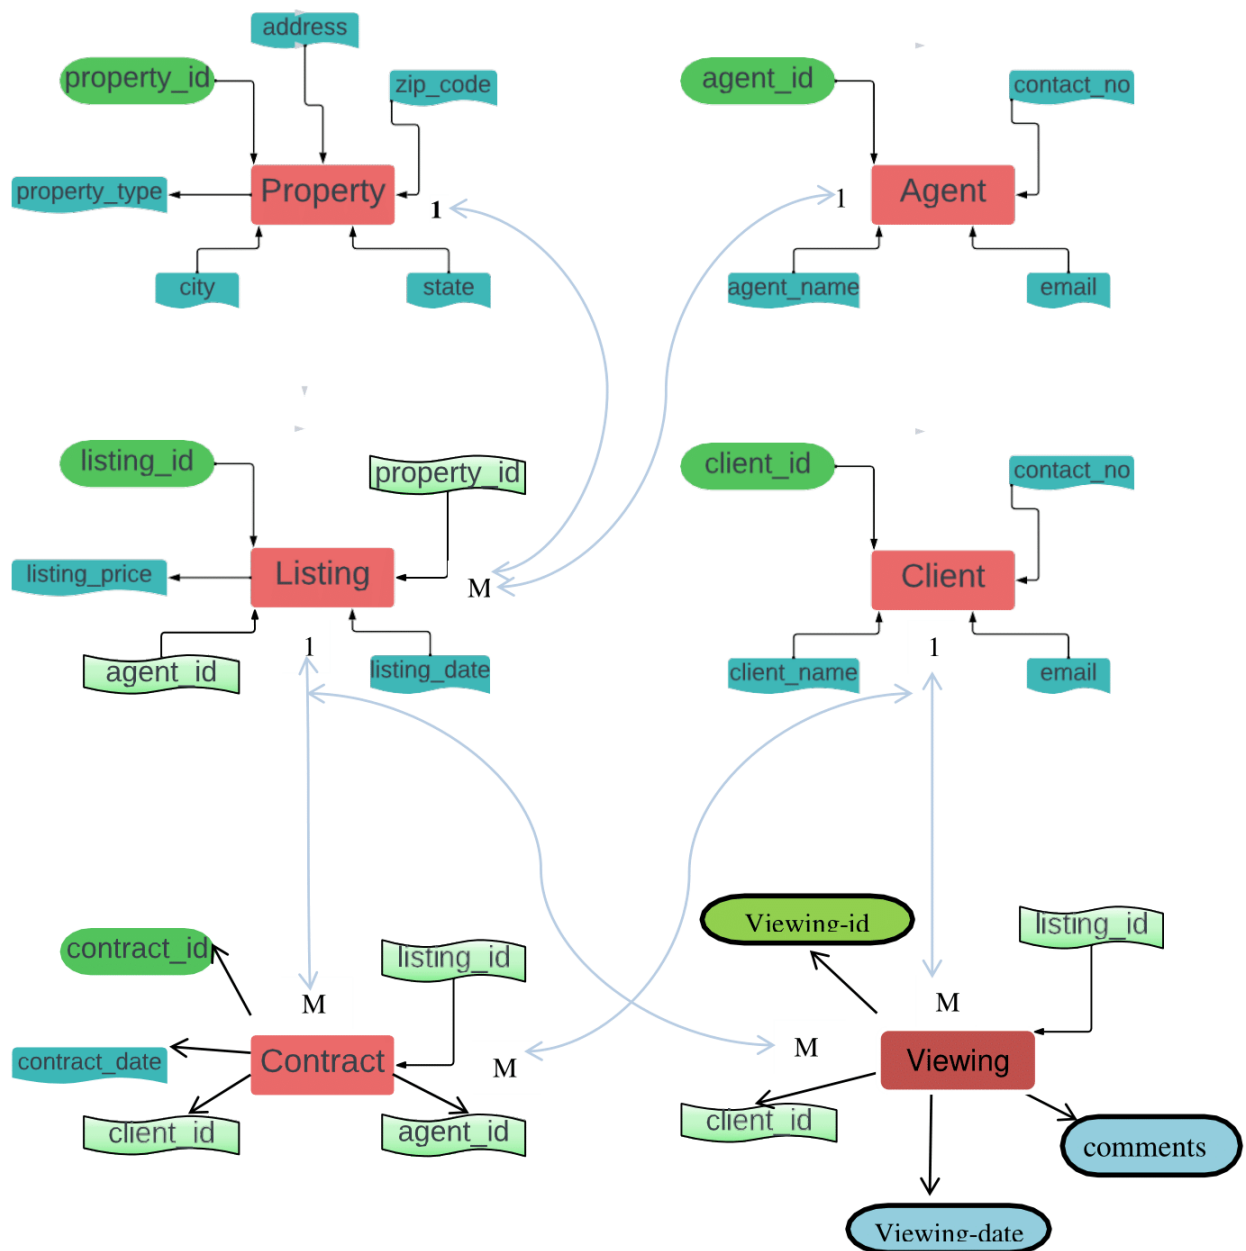 address
property_id
zip_code
property_type
Property
1
city
state
agent_id
contact_no
1
Agent
agent_name
email
listing_id
property_id
listing_price
Listing
M
agent_id
1
listing_date
client_id
contact_no
Client
client_name
1
email
contract_id
listing_id
M
contract_date
Contract
M
client_id
agent_id
Viewing-id
listing_id
M
M
Viewing
client_id
comments
Viewing-date